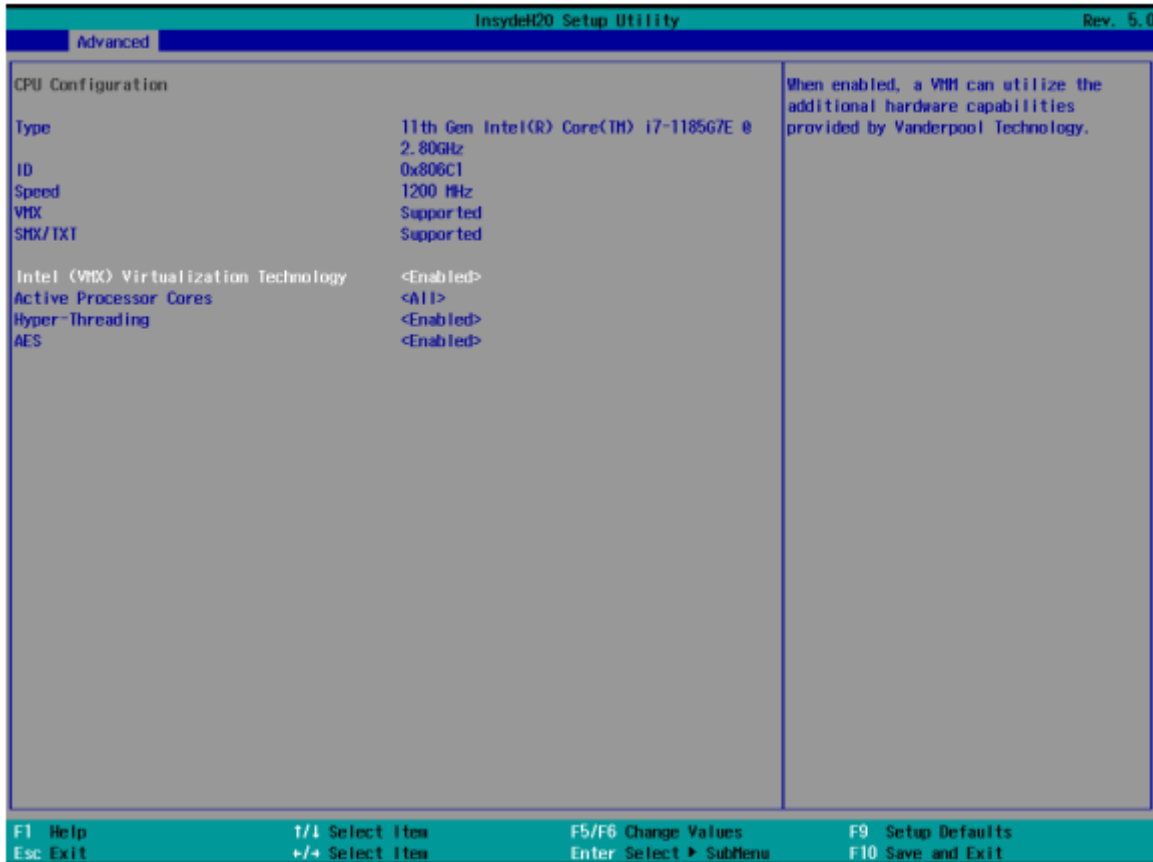 InsydeH2O Setup Utility Rev. 5.0
Advanced
CPU Configuration
Type 11th Gen Intel(R) Core(TM) i7-1185G7E @
2.80GHz
ID 0x806C1
Speed 1200 MHz
VMX Supported
SMX/TXT Supported
Intel (VMX) Virtualization Technology <Enabled>
Active Processor Cores <All>
Hyper-Threading <Enabled>
AES <Enabled>
When enabled, a VMM can utilize the
additional hardware capabilities
provided by Vanderpool Technology.
F1 Help ↑/↓ Select Item F5/F6 Change Values F9 Setup Defaults
Esc Exit ←/→ Select Item Enter Select ▶ SubMenu F10 Save and Exit